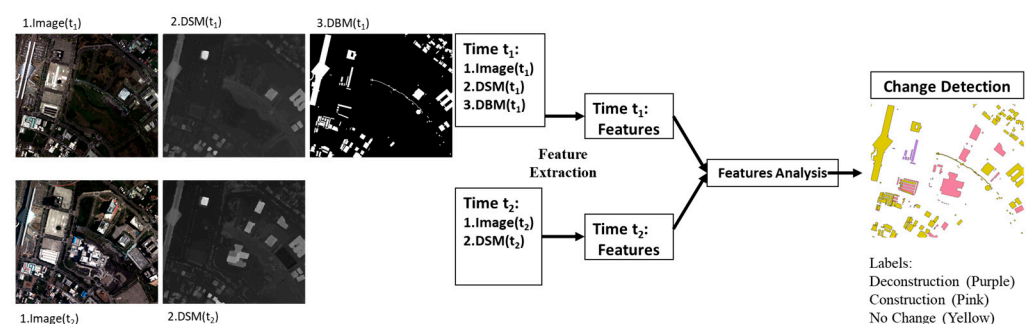 1.Image(t1)
2.DSM(t1)
3.DBM(t1)
Time t1:
1.Image(t1)
2.DSM(t1)
3.DBM(t1)
Time t1:
Features
Feature
Extraction
Time t2:
1.Image(t2)
2.DSM(t2)
Time t2:
Features
Features Analysis
Change Detection
Labels:
Deconstruction (Purple)
Construction (Pink)
No Change (Yellow)
1.Image(t2)
2.DSM(t2)